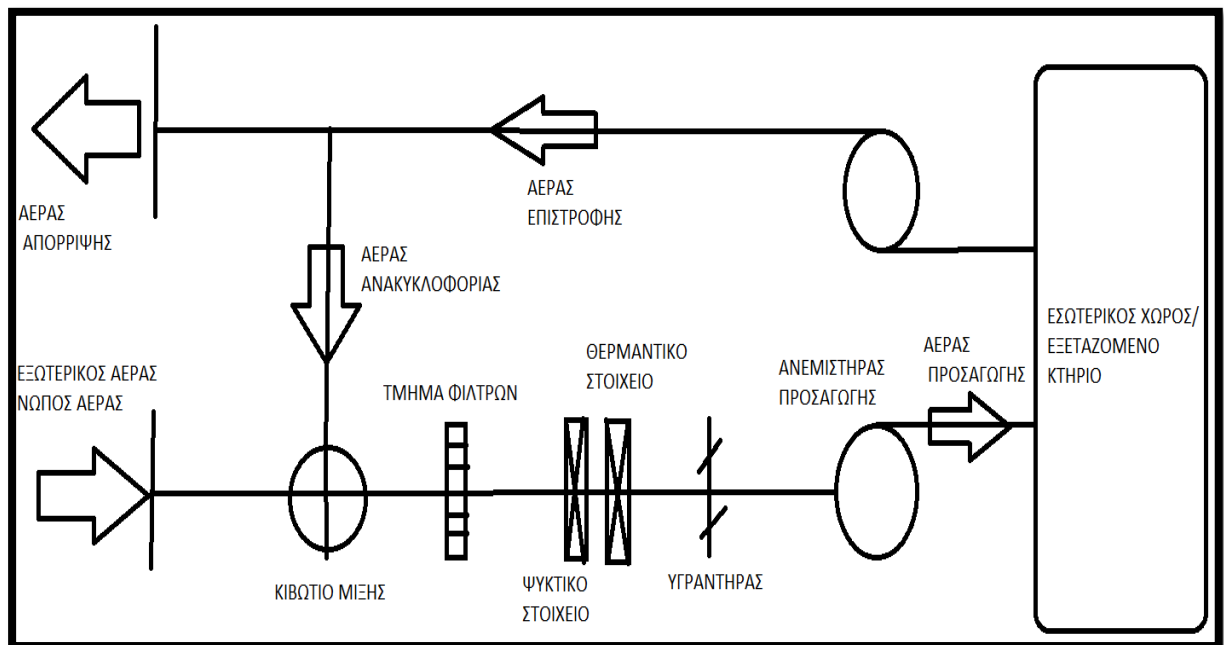 ΑΕΡΑΣ
ΑΠΟΡΡΙΨΗΣ
ΑΕΡΑΣ
ΕΠΙΣΤΡΟΦΗΣ
ΑΕΡΑΣ
ΑΝΑΚΥΚΛΟΦΟΡΙΑΣ
ΕΣΩΤΕΡΙΚΟΣ ΧΩΡΟΣ/
ΕΞΕΤΑΖΟΜΕΝΟ
ΚΤΗΡΙΟ
ΕΞΩΤΕΡΙΚΟΣ ΑΕΡΑΣ
ΝΩΠΟΣ ΑΕΡΑΣ
ΤΜΗΜΑ ΦΙΛΤΡΩΝ
ΘΕΡΜΑΝΤΙΚΟ
ΣΤΟΙΧΕΙΟ
ΑΝΕΜΙΣΤΗΡΑΣ
ΠΡΟΣΑΓΩΓΗΣ
ΑΕΡΑΣ
ΠΡΟΣΑΓΩΓΗΣ
ΚΙΒΩΤΙΟ ΜΙΞΗΣ
ΨΥΚΤΙΚΟ
ΣΤΟΙΧΕΙΟ
ΥΓΡΑΝΤΗΡΑΣ